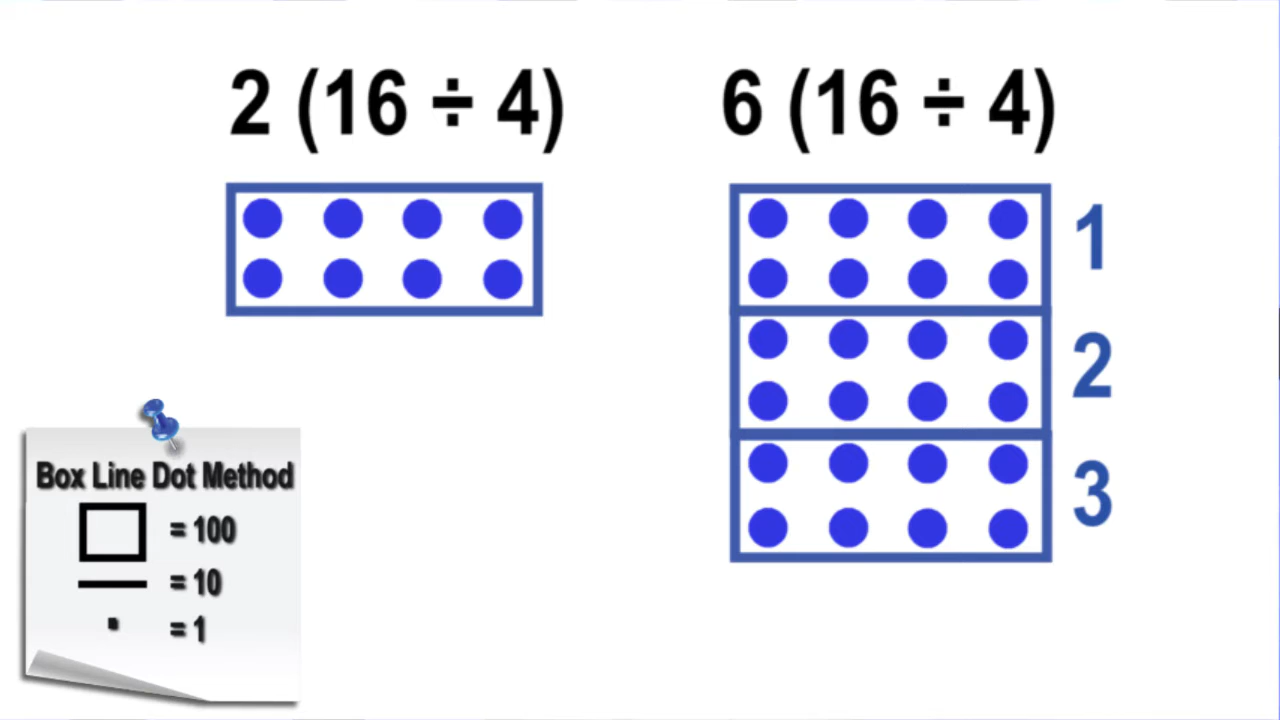 2 (16 ÷ 4)
6 (16 ÷ 4)
1
2
3
Box Line Dot Method
= 100
= 10
= 1